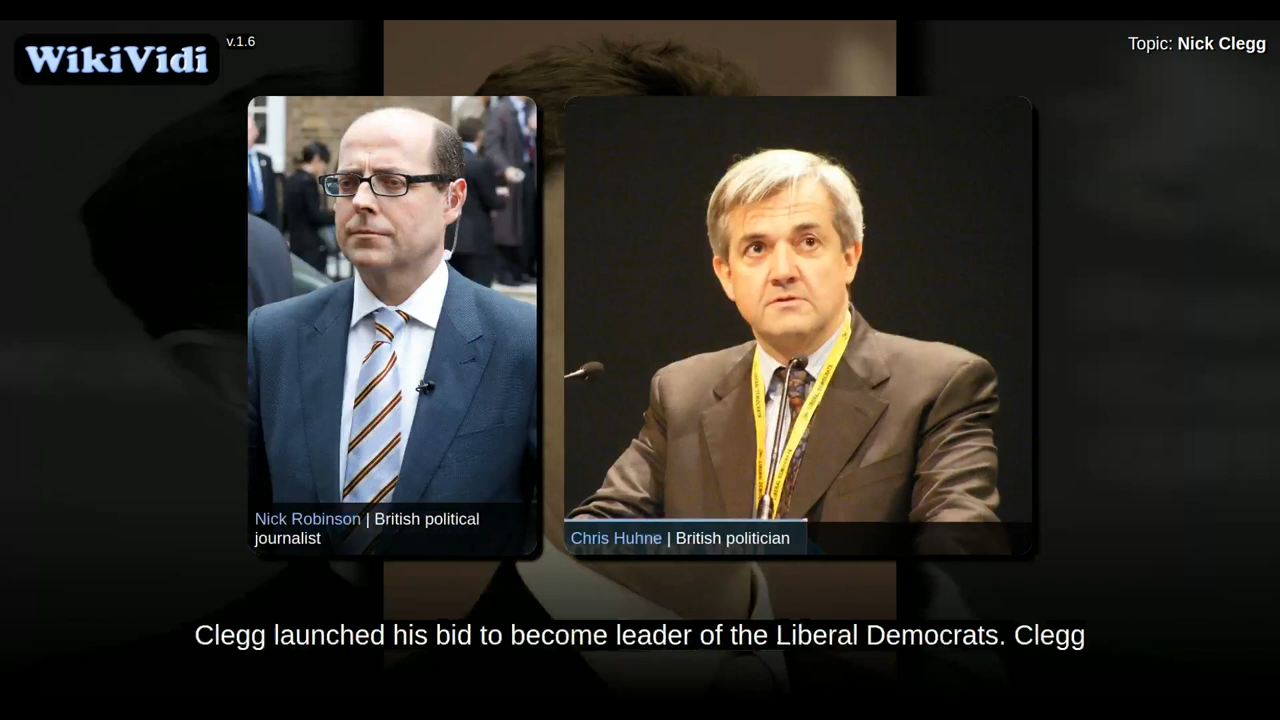 WikiVidi v.1.6
Topic: Nick Clegg
Nick Robinson | British political
journalist
Chris Huhne | British politician
Clegg launched his bid to become leader of the Liberal Democrats. Clegg